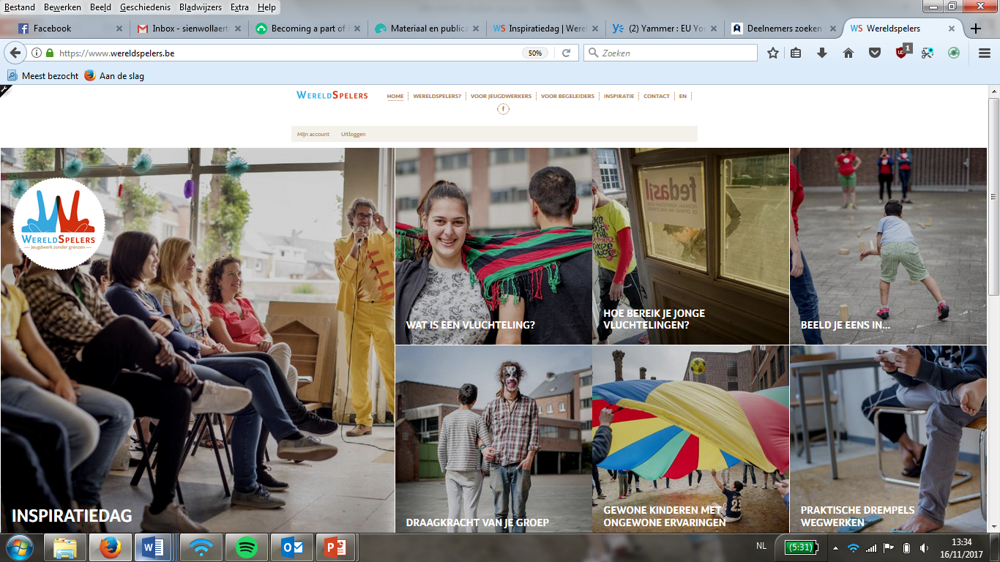 Bestand Bewerken Beeld Geschiedenis Bladwijzers Extra Help
Facebook
Inbox - sienwollaert
Becoming a part of
Materiaal en publica
Inspiratiedag | Werel
(2) Yammer : EU You
Deelnemers zoeken
WS Wereldspelers
https://www.wereldspelers.be
50%
Zoeken
1
Meest bezocht
Aan de slag
WERELDSPELERS
HOME
WERELDSPELERS?
VOOR JEUGDWERKERS
VOOR BEGELEIDERS
INSPIRATIE
CONTACT
EN
f
Mijn account
Uitloggen
WERELDSPELERS
Jeugdwerk zonder grenzen
INSPIRATIEDAG
WAT IS EEN VLUCHTELING?
fedasil
HOE BEREIK JE JONGE
VLUCHTELINGEN?
BEELD JE EENS IN...
DRAAGKRACHT VAN JE GROEP
23
GEWONE KINDEREN MET
ONGEWONE ERVARINGEN
PRAKTISCHE DREMPELS
WEGWERKEN
NL
(5:31)
13:34
16/11/2017